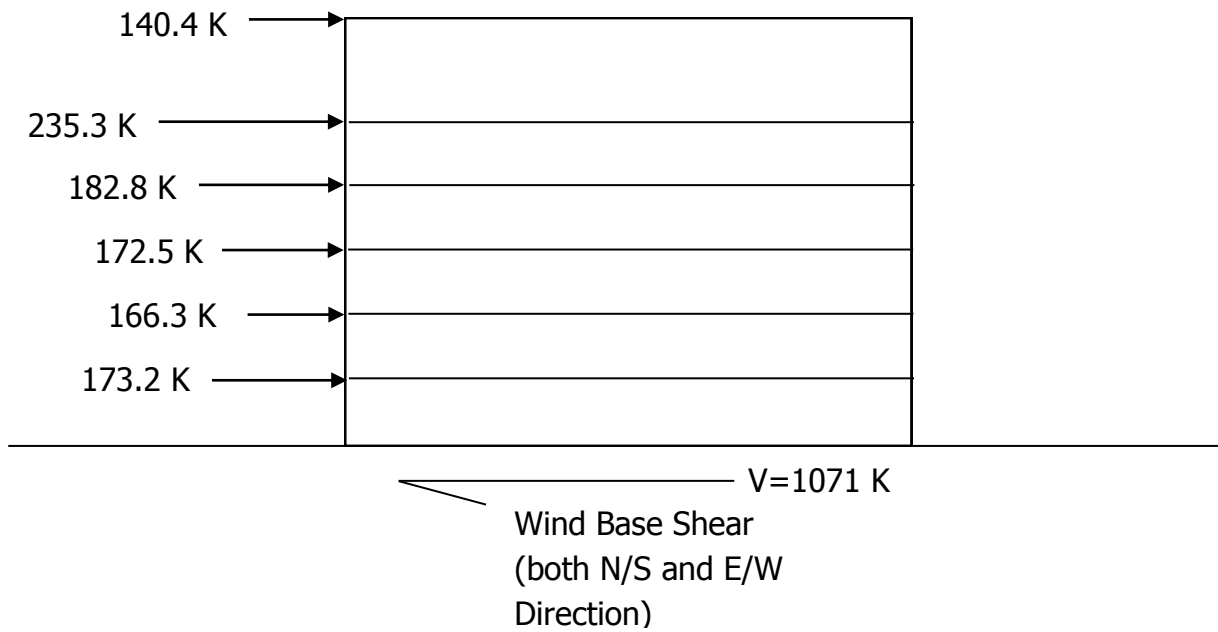 140.4 K
235.3 K
182.8 K
172.5 K
166.3 K
173.2 K
V=1071 K
Wind Base Shear
(both N/S and E/W
Direction)